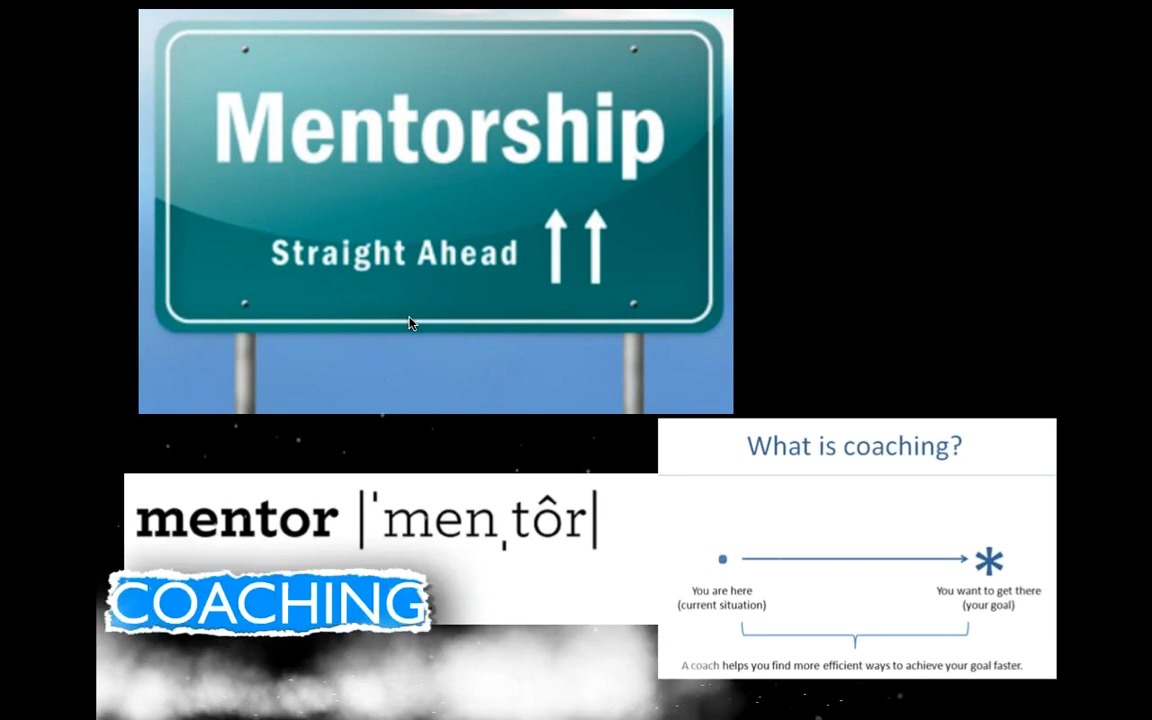 Mentorship
Straight Ahead
What is coaching?
mentor |ˈmenˌtôr|
COACHING
You are here
(current situation)
You want to get there
(your goal)
A coach helps you find more efficient ways to achieve your goal faster.